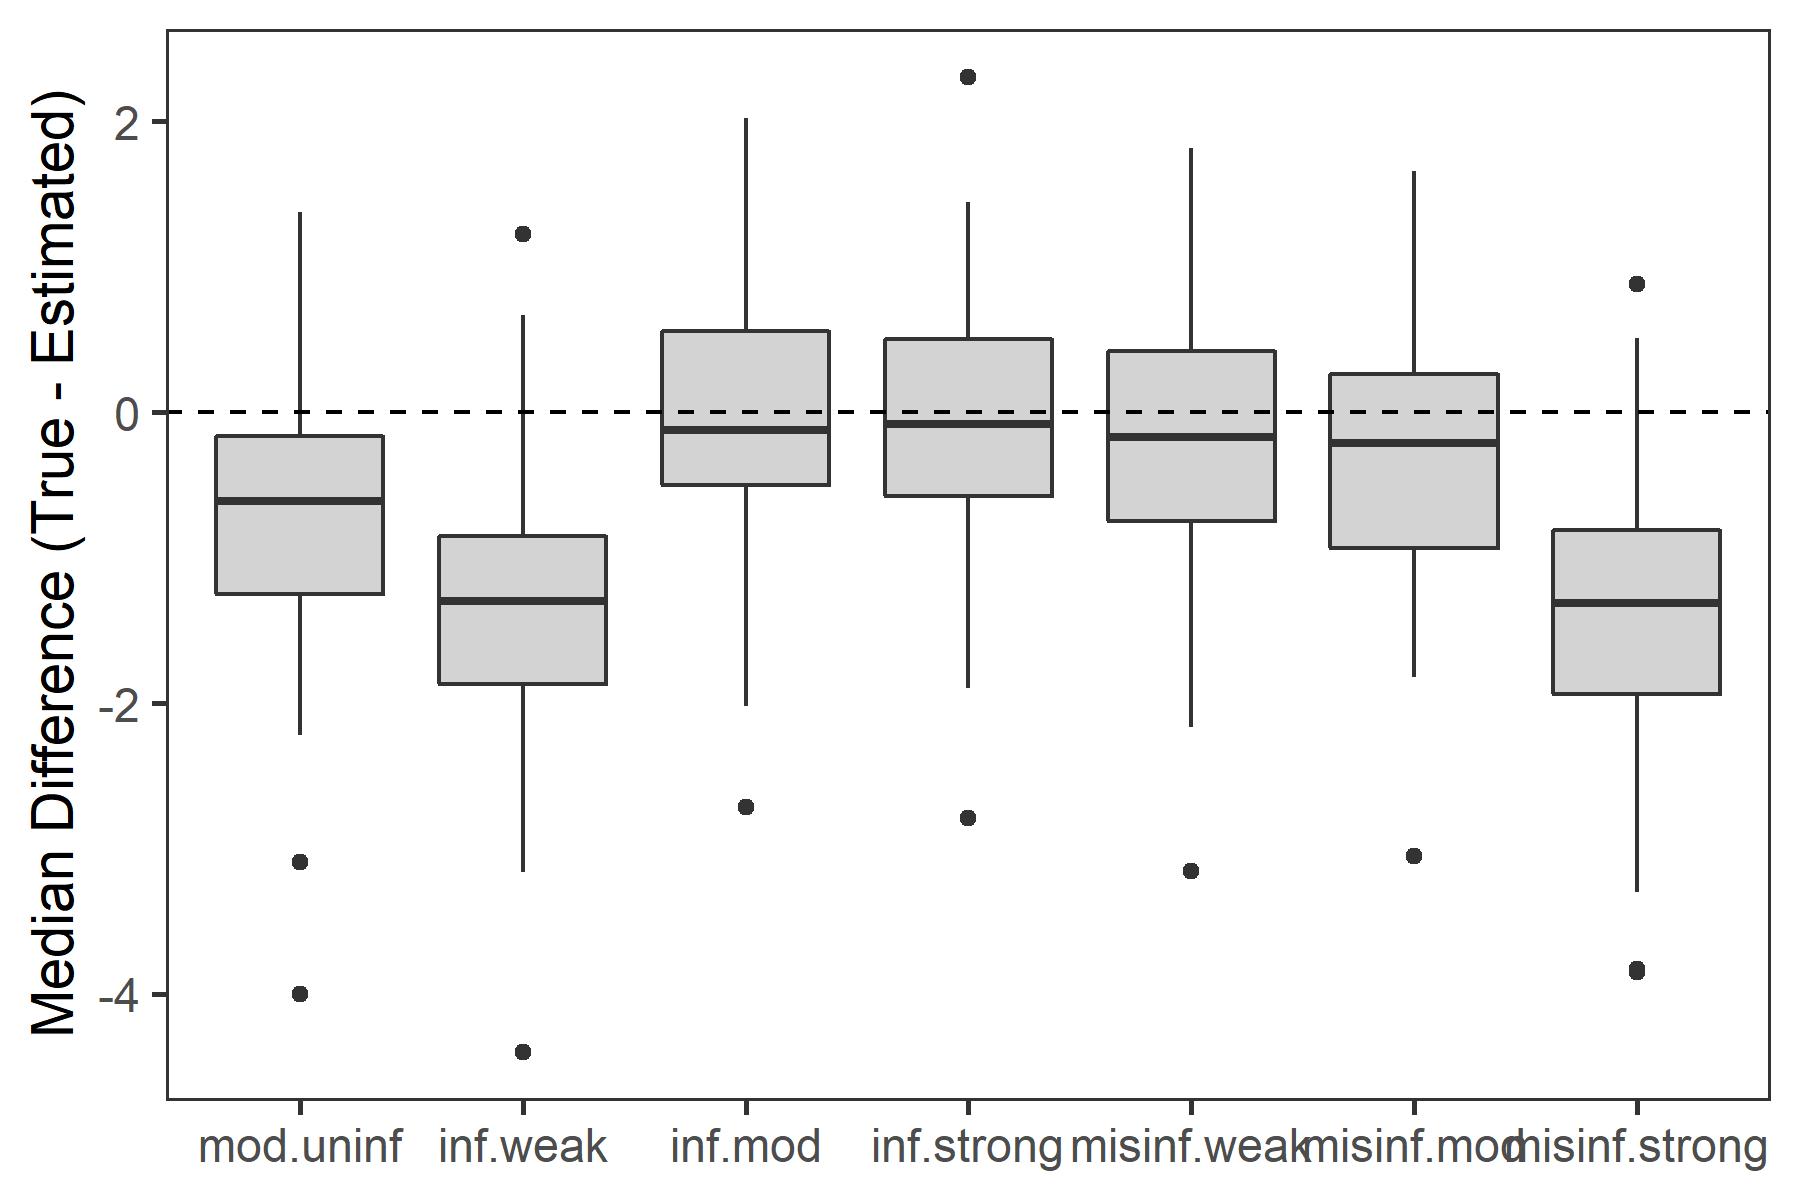 Median Difference (True - Estimated)
2
0
-2
-4
mod.uninf inf.weak inf.mod inf.strong misinf.weak misinf.mod misinf.strong